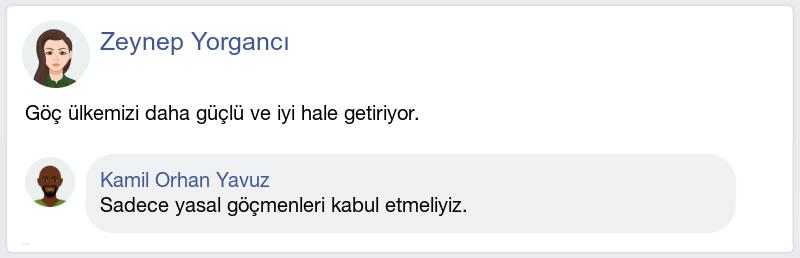 Zeynep Yorgancı
Göç ülkemizi daha güçlü ve iyi hale getiriyor.
Kamil Orhan Yavuz
Sadece yasal göçmenleri kabul etmeliyiz.